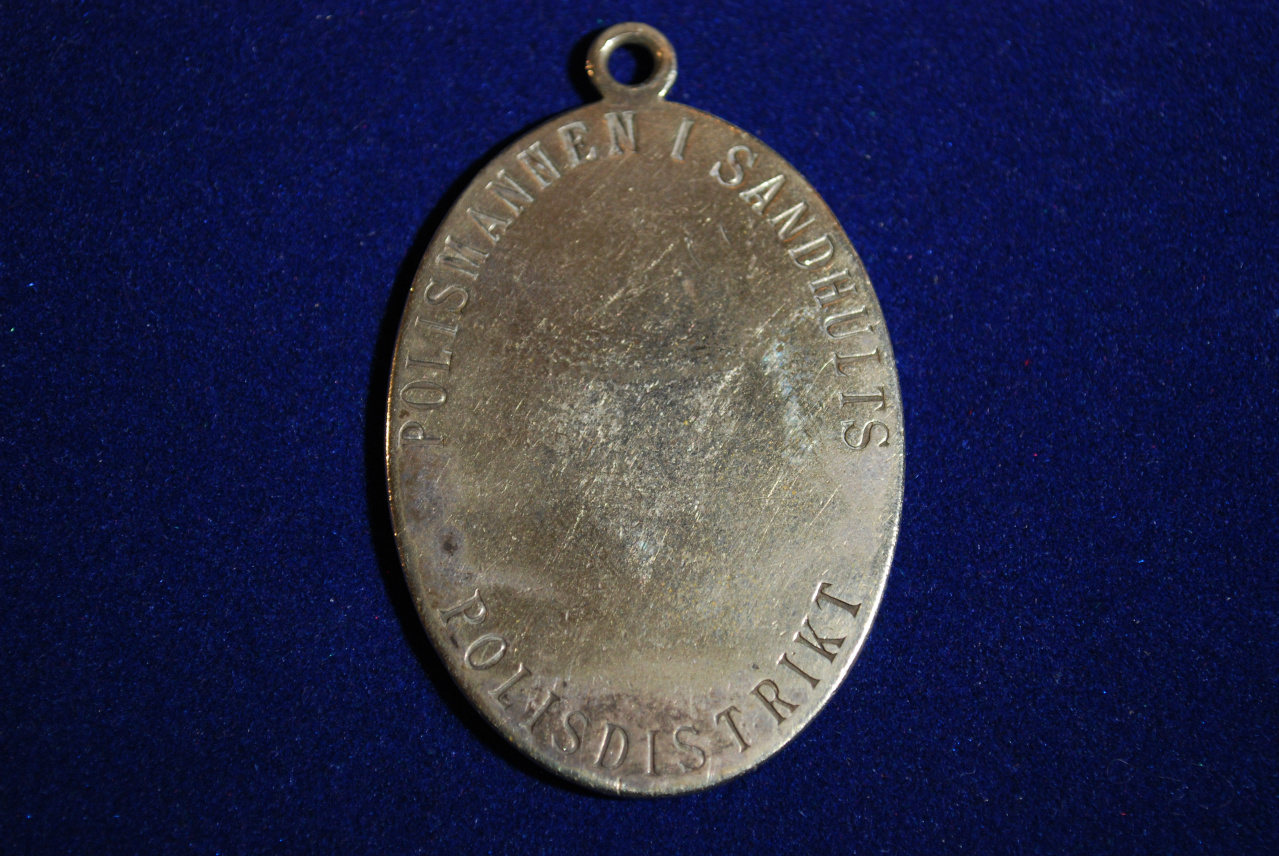 POLISMANNEN I SANDHULTS
POLISDISTRIKT